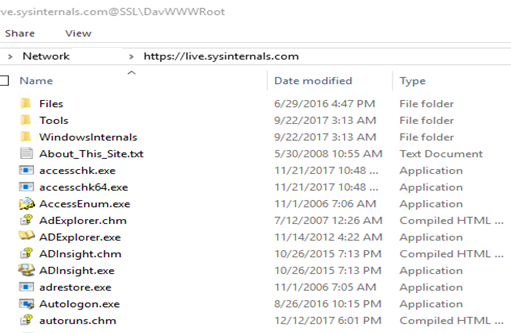 ve.sysinternals.com@SSL\DavWWWRoot
Share View
Network https://live.sysinternals.com
Name Date modified Type
Files 6/29/2016 4:47 PM File folder
Tools 9/22/2017 3:13 AM File folder
WindowsInternals 9/22/2017 3:13 AM File folder
About_This_Site.txt 5/30/2008 10:55 AM Text Document
accesschk.exe 11/21/2017 10:48 ... Application
accesschk64.exe 11/21/2017 10:48 ... Application
AccessEnum.exe 11/1/2006 7:06 AM Application
AdExplorer.chm 7/12/2007 12:26 AM Compiled HTML ...
ADExplorer.exe 11/14/2012 4:22 AM Application
ADInsight.chm 10/26/2015 7:13 PM Compiled HTML ...
ADInsight.exe 10/26/2015 7:13 PM Application
adrestore.exe 11/1/2006 7:05 AM Application
Autologon.exe 8/26/2016 10:15 PM Application
autoruns.chm 12/12/2017 6:01 PM Compiled HTML ...